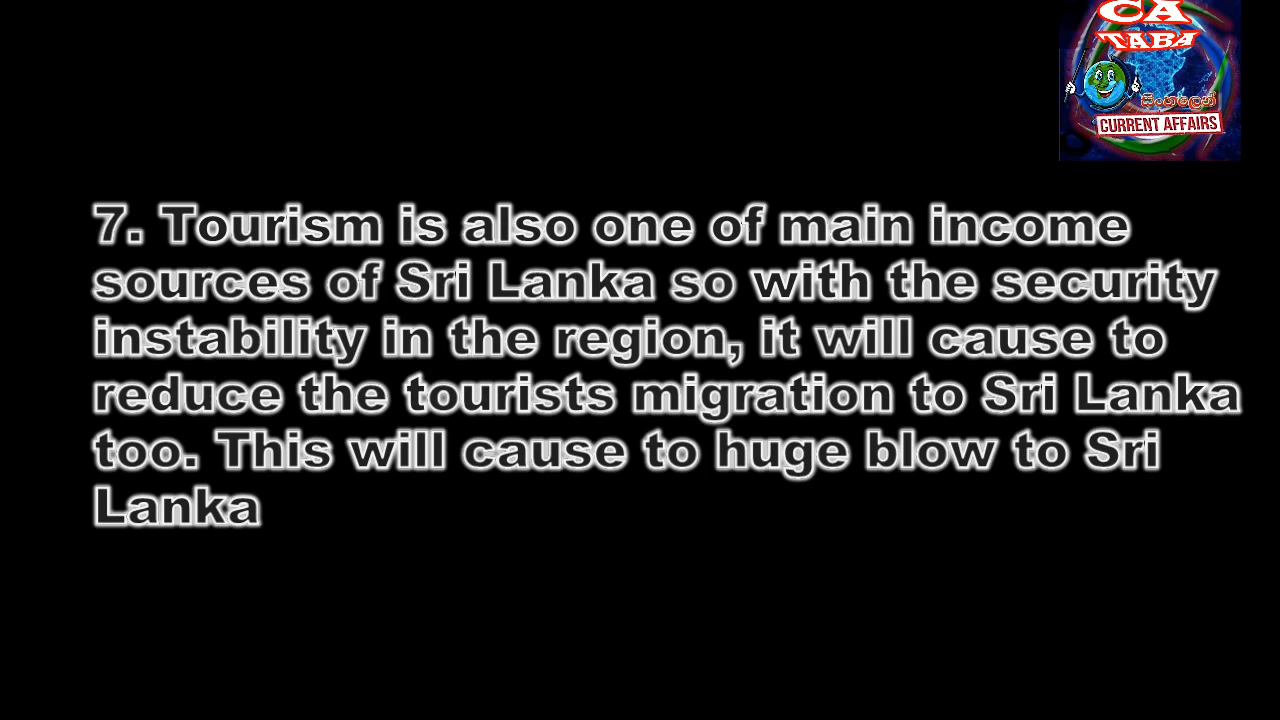 CA
TABA
සිංහලෙන්
CURRENT AFFAIRS
7. Tourism is also one of main income
sources of Sri Lanka so with the security
instability in the region, it will cause to
reduce the tourists migration to Sri Lanka
too. This will cause to huge blow to Sri
Lanka